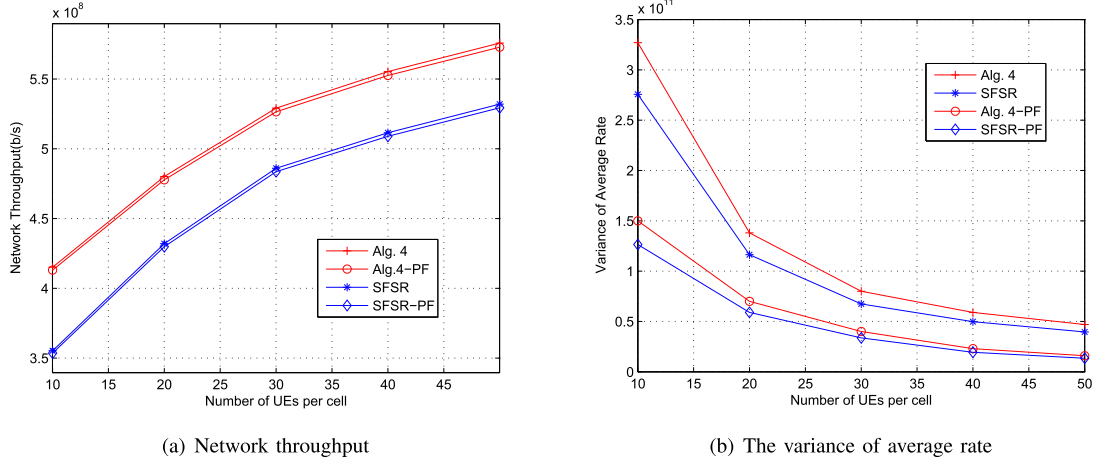 x 10⁸
5.5
5
4.5
4
3.5
10 15 20 25 30 35 40 45
Network Throughput(b/s)
Number of UEs per cell
Alg. 4
Alg.4−PF
SFSR
SFSR−PF
(a) Network throughput
x 10¹¹
3.5
3
2.5
2
1.5
1
0.5
0
10 15 20 25 30 35 40 45 50
Variance of Average Rate
Number of UEs per cell
Alg. 4
SFSR
Alg. 4−PF
SFSR−PF
(b) The variance of average rate